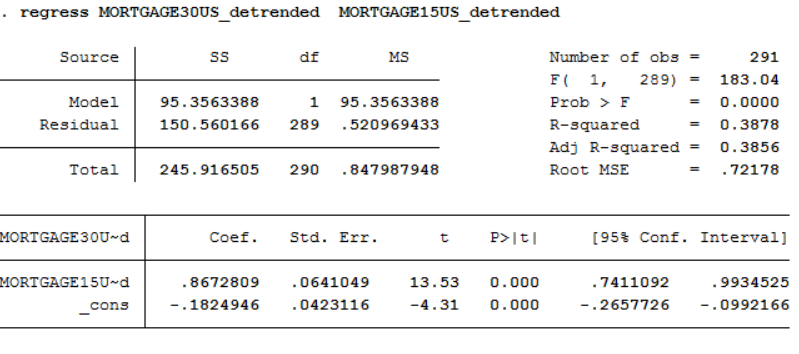 . regress MORTGAGE30US_detrended MORTGAGE15US_detrended
Source SS df MS Number of obs = 291
F( 1, 289) = 183.04
Model 95.3563388 1 95.3563388 Prob > F = 0.0000
Residual 150.560166 289 .520969433 R-squared = 0.3878
Adj R-squared = 0.3856
Total 245.916505 290 .847987948 Root MSE = .72178
MORTGAGE30U~d Coef. Std. Err. t P>|t| [95% Conf. Interval]
MORTGAGE15U~d .8672809 .0641049 13.53 0.000 .7411092 .9934525
_cons -.1824946 .0423116 -4.31 0.000 -.2657726 -.0992166